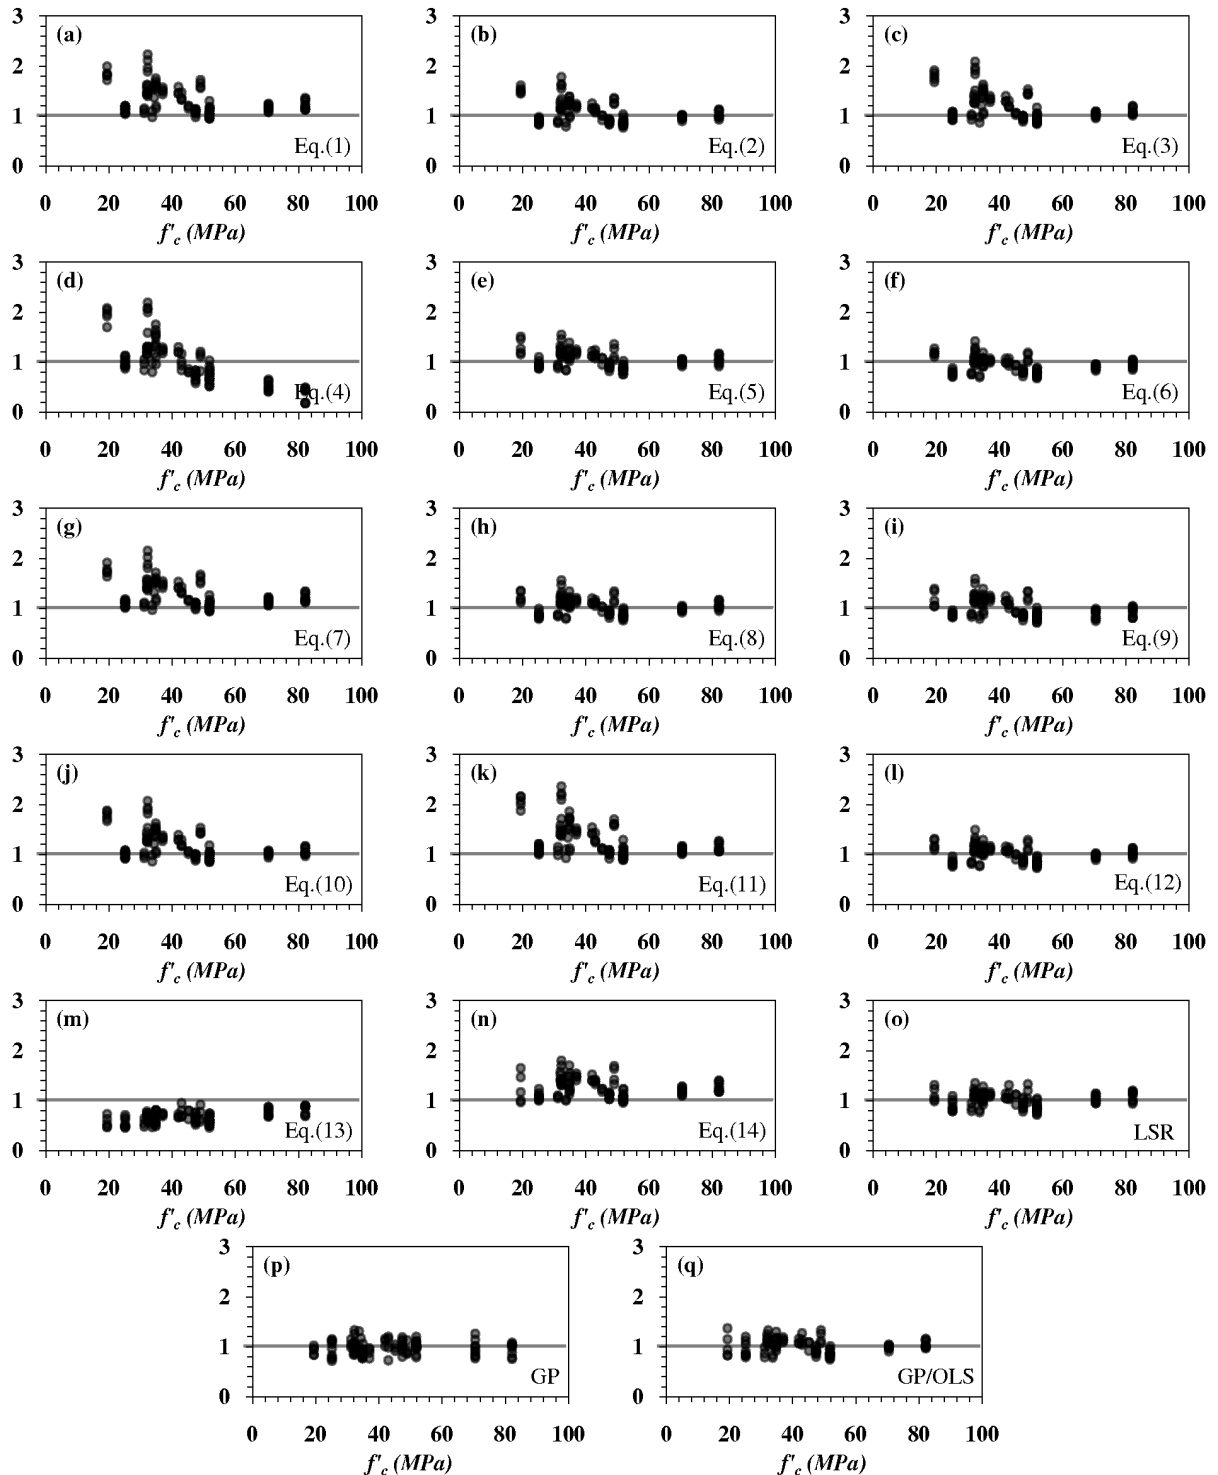 3 3 3
(a) (b) (c)
2 2 2
1 1 1
Eq.(1) Eq.(2) Eq.(3)
0 0 0
0 20 40 60 80 100 0 20 40 60 80 100 0 20 40 60 80 100
f'c (MPa) f'c (MPa) f'c (MPa)
3 3 3
(d) (e) (f)
2 2 2
1 1 1
Eq.(4) Eq.(5) Eq.(6)
0 0 0
0 20 40 60 80 100 0 20 40 60 80 100 0 20 40 60 80 100
f'c (MPa) f'c (MPa) f'c (MPa)
3 3 3
(g) (h) (i)
2 2 2
1 1 1
Eq.(7) Eq.(8) Eq.(9)
0 0 0
0 20 40 60 80 100 0 20 40 60 80 100 0 20 40 60 80 100
f'c (MPa) f'c (MPa) f'c (MPa)
3 3 3
(j) (k) (l)
2 2 2
1 1 1
Eq.(10) Eq.(11) Eq.(12)
0 0 0
0 20 40 60 80 100 0 20 40 60 80 100 0 20 40 60 80 100
f'c (MPa) f'c (MPa) f'c (MPa)
3 3 3
(m) (n) (o)
2 2 2
1 1 1
Eq.(13) Eq.(14) LSR
0 0 0
0 20 40 60 80 100 0 20 40 60 80 100 0 20 40 60 80 100
f'c (MPa) f'c (MPa) f'c (MPa)
3 3
(p) (q)
2 2
1 1
GP GP/OLS
0 0
0 20 40 60 80 100 0 20 40 60 80 100
f'c (MPa) f'c (MPa)